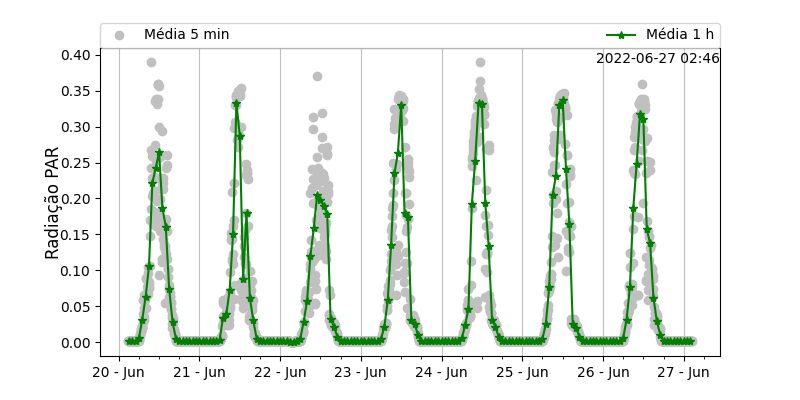 Média 5 min
Média 1 h
2022-06-27 02:46
Radiação PAR
0.40
0.35
0.30
0.25
0.20
0.15
0.10
0.05
0.00
20 - Jun
21 - Jun
22 - Jun
23 - Jun
24 - Jun
25 - Jun
26 - Jun
27 - Jun